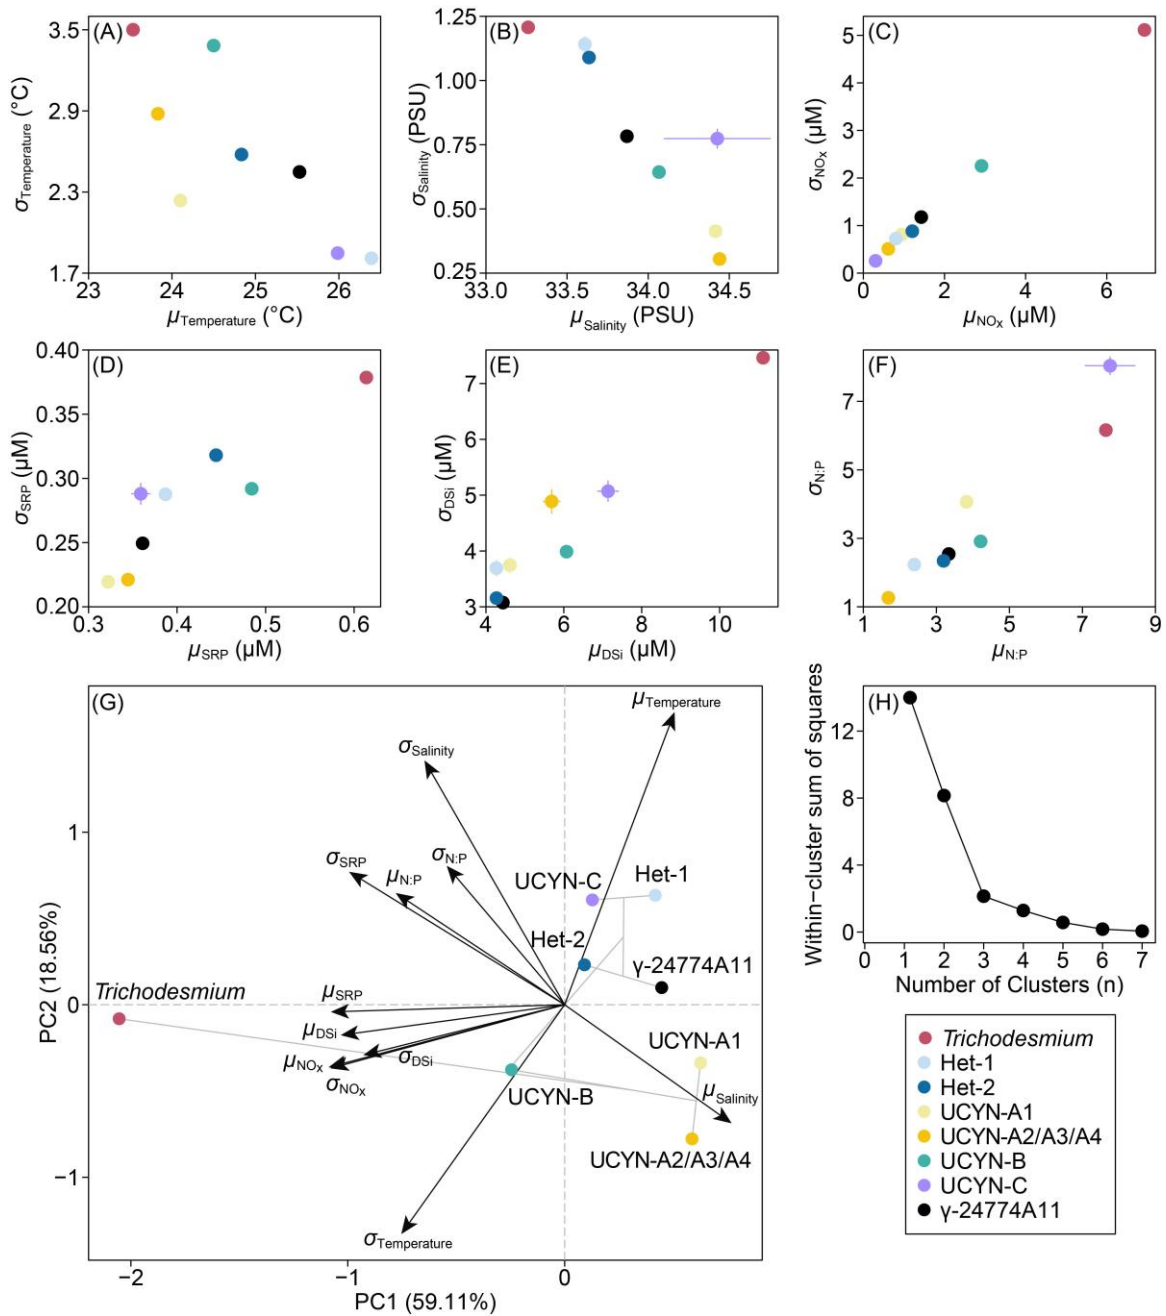 (A)
3.5
2.9
2.3
1.7
23
24
25
26
σTemperature (°C)
μTemperature (°C)
(B)
1.25
1.00
0.75
0.50
0.25
33.0
33.5
34.0
34.5
σSalinity (PSU)
μSalinity (PSU)
(C)
5
4
3
2
1
0
0
2
4
6
σNOx (μM)
μNOx (μM)
(D)
0.40
0.35
0.30
0.25
0.20
0.3
0.4
0.5
0.6
σSRP (μM)
μSRP (μM)
(E)
7
6
5
4
3
4
6
8
10
σDSi (μM)
μDSi (μM)
(F)
7
5
3
1
1
3
5
7
9
σN:P
μN:P
(G)
μTemperature
σSalinity
σSRP
μN:P
σN:P
UCYN-C
Het-1
Het-2
γ-24774A11
Trichodesmium
μSRP
μDSi
μNOx
σDSi
σNOx
UCYN-B
UCYN-A1
μSalinity
UCYN-A2/A3/A4
σTemperature
1
0
−1
−2
−1
0
PC2 (18.56%)
PC1 (59.11%)
(H)
12
8
4
0
0 1 2 3 4 5 6 7
Within−cluster sum of squares
Number of Clusters (n)
Trichodesmium
Het-1
Het-2
UCYN-A1
UCYN-A2/A3/A4
UCYN-B
UCYN-C
γ-24774A11